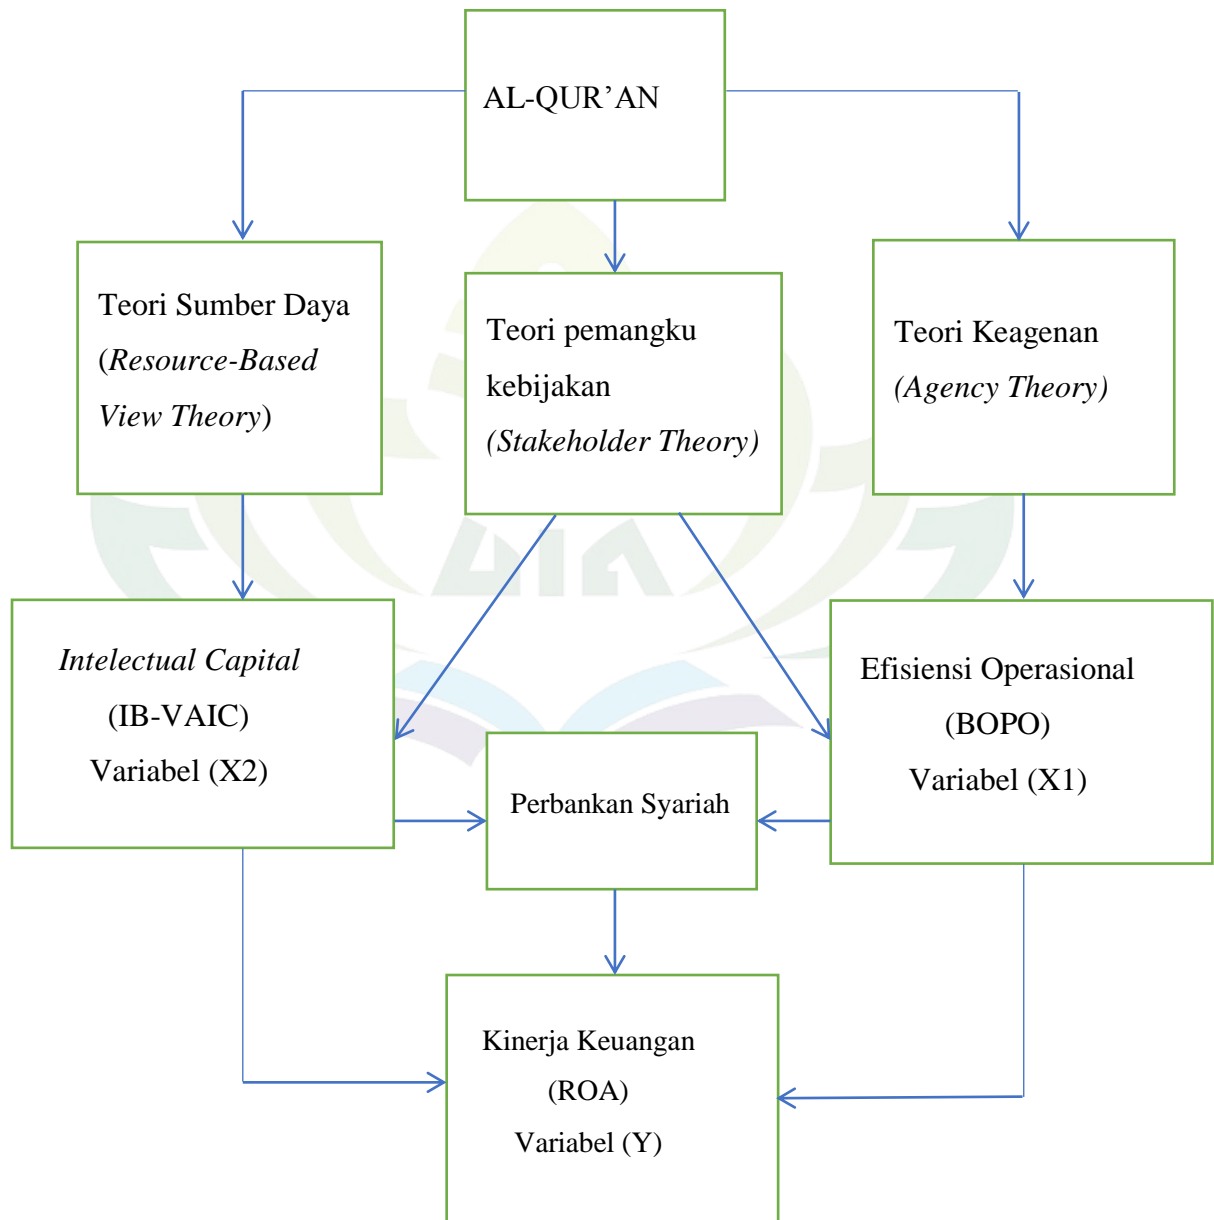 AL-QUR’AN
Teori Sumber Daya
(Resource-Based
View Theory)
Teori pemangku
kebijakan
(Stakeholder Theory)
Teori Keagenan
(Agency Theory)
Intelectual Capital
(IB-VAIC)
Variabel (X2)
Perbankan Syariah
Efisiensi Operasional
(BOPO)
Variabel (X1)
Kinerja Keuangan
(ROA)
Variabel (Y)